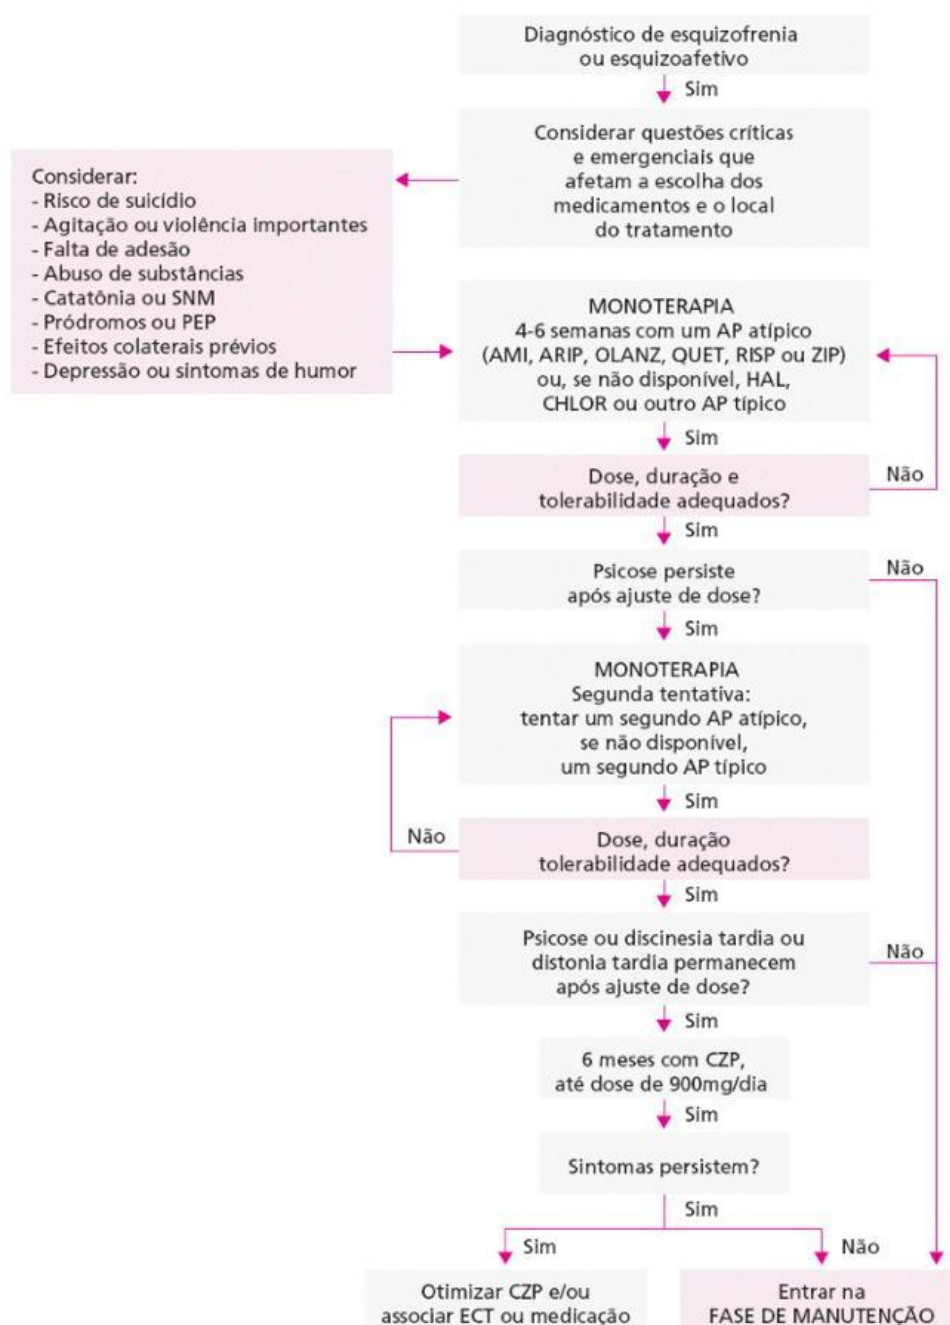 Diagnóstico de esquizofrenia
ou esquizoafetivo
Sim
Considerar questões críticas
e emergenciais que
afetam a escolha dos
medicamentos e o local
do tratamento
Considerar:
- Risco de suicídio
- Agitação ou violência importantes
- Falta de adesão
- Abuso de substâncias
- Catatônia ou SNM
- Pródromos ou PEP
- Efeitos colaterais prévios
- Depressão ou sintomas de humor
MONOTERAPIA
4-6 semanas com um AP atípico
(AMI, ARIP, OLANZ, QUET, RISP ou ZIP)
ou, se não disponível, HAL,
CHLOR ou outro AP típico
Sim
Dose, duração e
tolerabilidade adequados?
Não
Sim
Psicose persiste
após ajuste de dose?
Não
Sim
MONOTERAPIA
Segunda tentativa:
tentar um segundo AP atípico,
se não disponível,
um segundo AP típico
Sim
Não
Dose, duração
tolerabilidade adequados?
Sim
Psicose ou discinesia tardia ou
distonia tardia permanecem
após ajuste de dose?
Não
Sim
6 meses com CZP,
até dose de 900mg/dia
Sim
Sintomas persistem?
Sim
Sim
Não
Otimizar CZP e/ou
associar ECT ou medicação
Entrar na
FASE DE MANUTENÇÃO